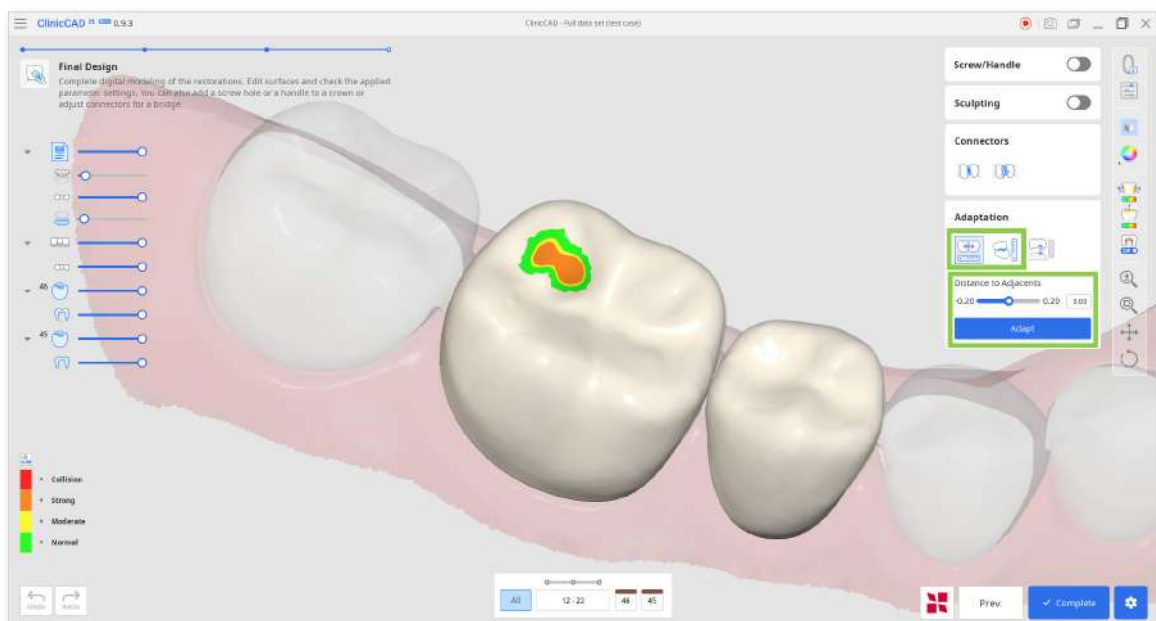 ClinicCAD 0.9.3
ClinicCAD - Full data set (test case)
Final Design
Complete digital modeling of the restorations. Edit surfaces and check the applied
parameter settings. You can also add a screw hole or a handle to a crown or
adjust connectors for a bridge.
46
45
Collision
Strong
Moderate
Normal
Undo
Redo
All
12 - 22
46
45
Screw/Handle
Sculpting
Connectors
Adaptation
Distance to Adjacents
-0.20
0.20
0.03
Adapt
Prev.
Complete